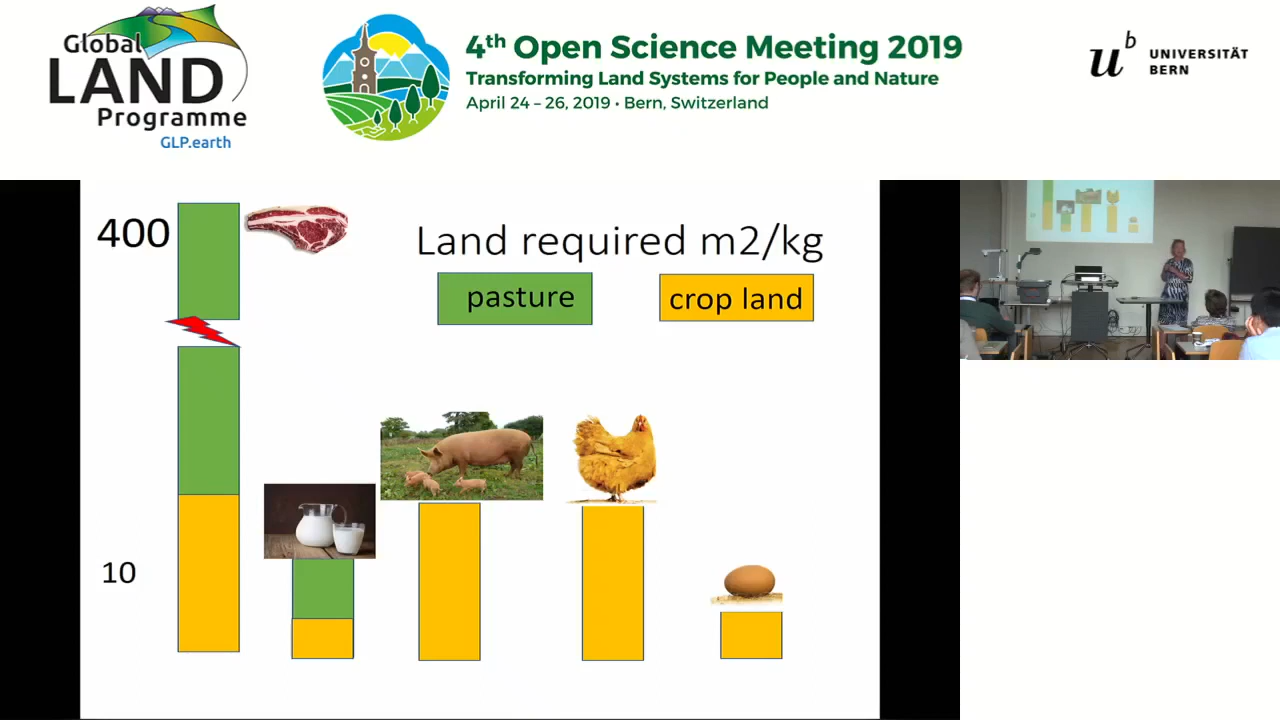 Global
LAND
Programme
GLP.earth
4th Open Science Meeting 2019
Transforming Land Systems for People and Nature
April 24 – 26, 2019 • Bern, Switzerland
u b
UNIVERSITÄT
BERN
400
Land required m2/kg
pasture
crop land
10